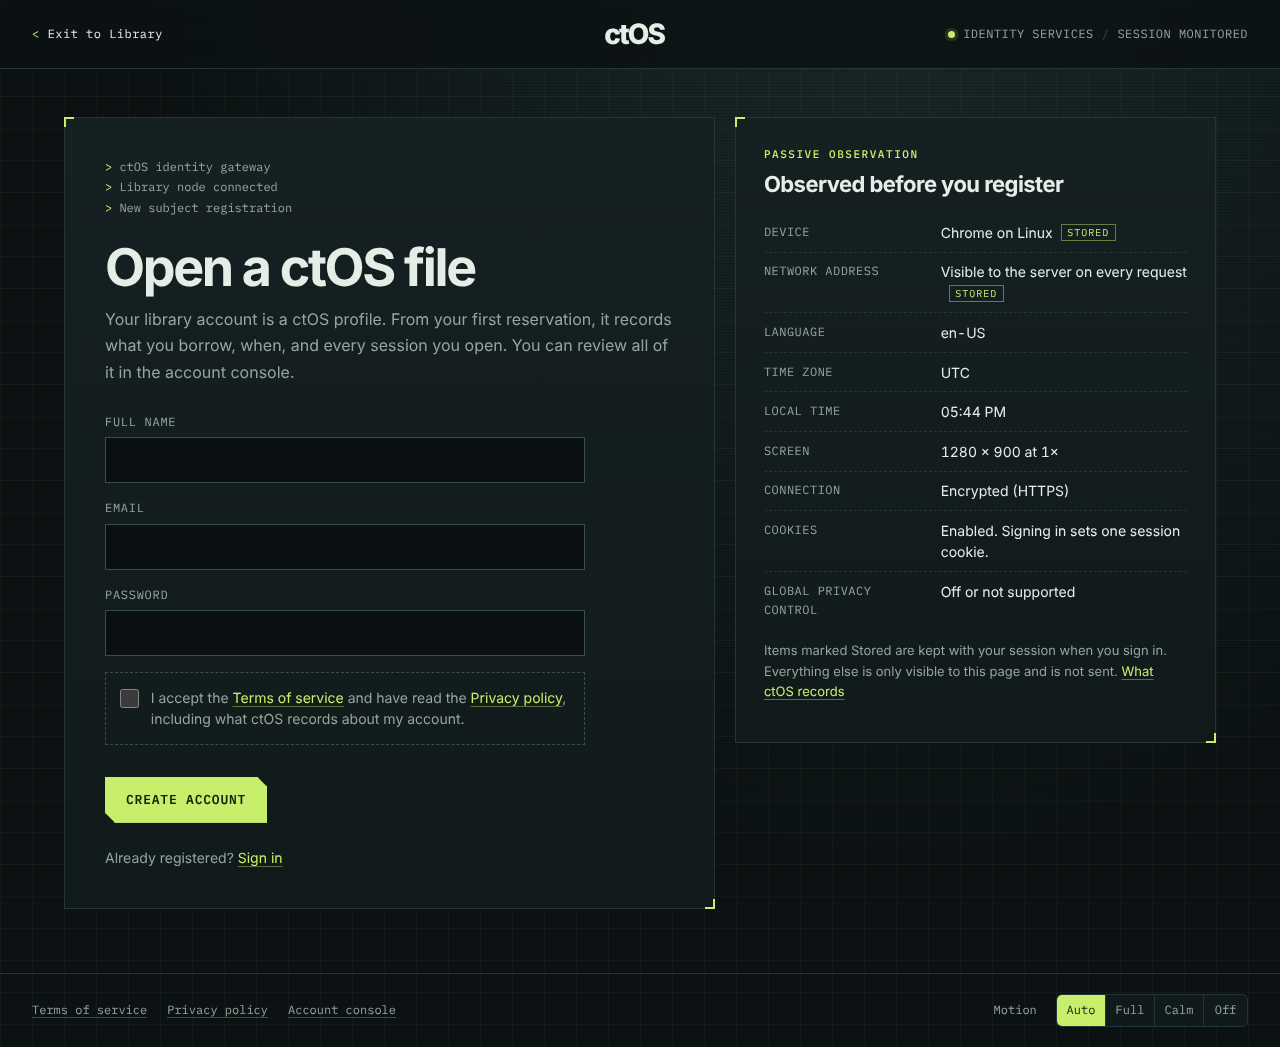 < Exit to Library
ctOS
IDENTITY SERVICES / SESSION MONITORED
> ctOS identity gateway
> Library node connected
> New subject registration
Open a ctOS file
Your library account is a ctOS profile. From your first reservation, it records
what you borrow, when, and every session you open. You can review all of
it in the account console.
FULL NAME
EMAIL
PASSWORD
I accept the Terms of service and have read the Privacy policy,
including what ctOS records about my account.
CREATE ACCOUNT
Already registered? Sign in
PASSIVE OBSERVATION
Observed before you register
DEVICE Chrome on Linux STORED
NETWORK ADDRESS Visible to the server on every request
STORED
LANGUAGE en-US
TIME ZONE UTC
LOCAL TIME 05:44 PM
SCREEN 1280 × 900 at 1×
CONNECTION Encrypted (HTTPS)
COOKIES Enabled. Signing in sets one session
cookie.
GLOBAL PRIVACY Off or not supported
CONTROL
Items marked Stored are kept with your session when you sign in.
Everything else is only visible to this page and is not sent. What
ctOS records
Terms of service Privacy policy Account console
Motion Auto Full Calm Off